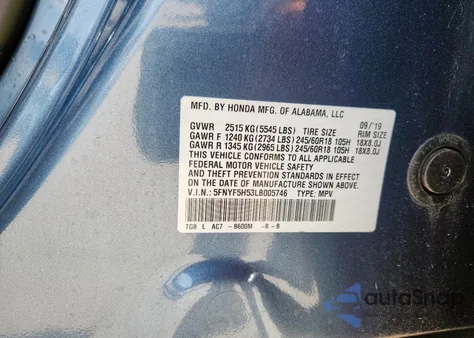 MFD. BY HONDA MFG. OF ALABAMA, LLC
GVWR 2515 KG(5545 LBS) TIRE SIZE 09/'19 RIM SIZE
GAWR F 1240 KG(2734 LBS)245/60R18 105H 18X8.0J
GAWR R 1345 KG(2965 LBS)245/60R18 105H 18X8.0J
THIS VEHICLE CONFORMS TO ALL APPLICABLE
FEDERAL MOTOR VEHICLE SAFETY
AND THEFT PREVENTION STANDARDS IN EFFECT ON
THE DATE OF MANUFACTURE SHOWN ABOVE.
V.I.N.: 5FNYF5H53LB005746 TYPE: MPV
TG8 L AC7 -B600M -B -B
autoSnap